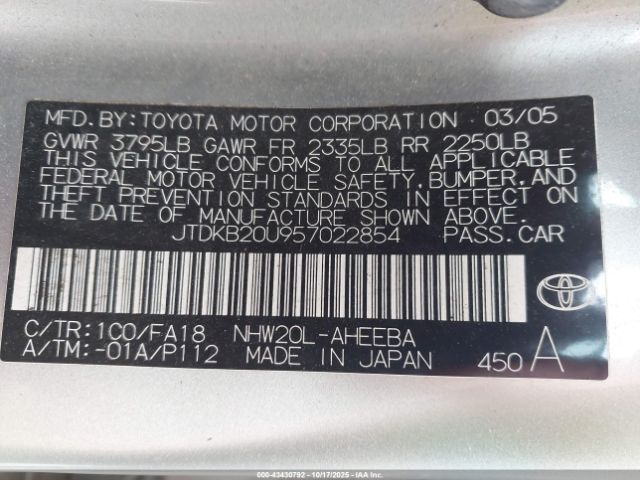 MFD. BY: TOYOTA MOTOR CORPORATION 03/05
GVWR 3795LB GAWR FR 2335LB RR 2250LB
THIS VEHICLE CONFORMS TO ALL APPLICABLE
FEDERAL MOTOR VEHICLE SAFETY, BUMPER, AND
THEFT PREVENTION STANDARDS IN EFFECT ON
THE DATE OF MANUFACTURE SHOWN ABOVE.
JTDKB20U957022854 PASS. CAR
C/TR: 1C0/FA18 NHW20L-AHEEBA
A/TM: -01A/P112 MADE IN JAPAN 450 A
000-43430792 10/17/2025 IAAI, Inc.